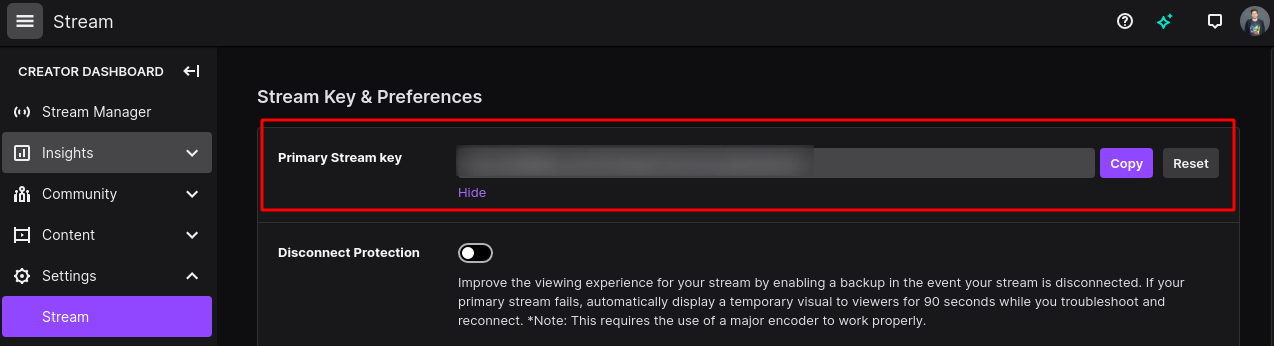 Stream
CREATOR DASHBOARD
Stream Manager
Insights
Community
Content
Settings
Stream
Stream Key & Preferences
Primary Stream key
Copy
Reset
Hide
Disconnect Protection
Improve the viewing experience for your stream by enabling a backup in the event your stream is disconnected. If your
primary stream fails, automatically display a temporary visual to viewers for 90 seconds while you troubleshoot and
reconnect. *Note: This requires the use of a major encoder to work properly.